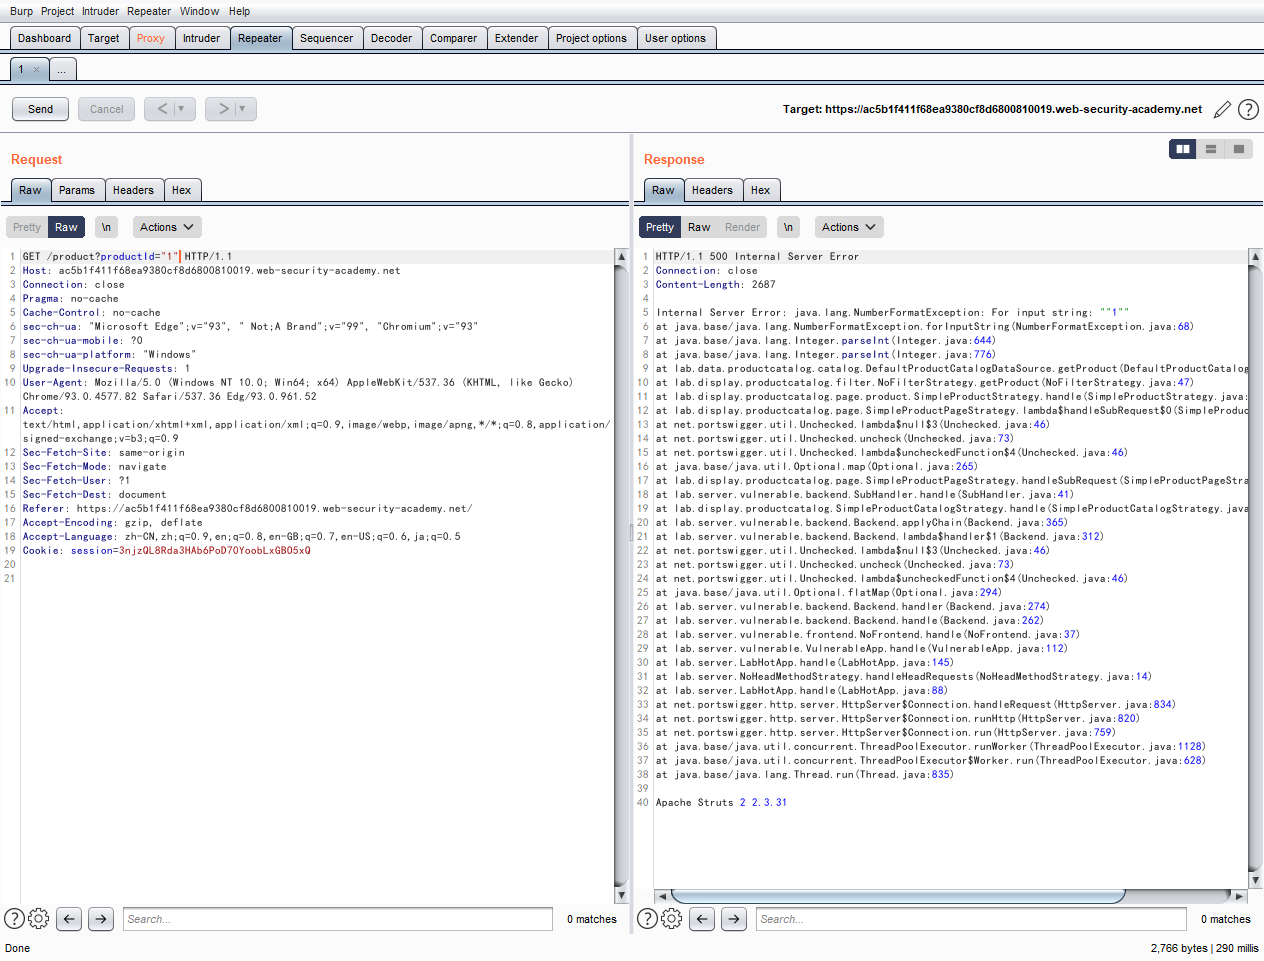 Burp Project Intruder Repeater Window Help
Dashboard Target Proxy Intruder Repeater Sequencer Decoder Comparer Extender Project options User options
1 × ...
Send Cancel < ▼ > ▼ Target: https://ac5b1f411f68ea9380cf8d6800810019.web-security-academy.net
Request
Raw Params Headers Hex
Pretty Raw \n Actions
1 GET /product?productId="1" HTTP/1.1
2 Host: ac5b1f411f68ea9380cf8d6800810019.web-security-academy.net
3 Connection: close
4 Pragma: no-cache
5 Cache-Control: no-cache
6 sec-ch-ua: "Microsoft Edge";v="93", " Not;A Brand";v="99", "Chromium";v="93"
7 sec-ch-ua-mobile: ?0
8 sec-ch-ua-platform: "Windows"
9 Upgrade-Insecure-Requests: 1
10 User-Agent: Mozilla/5.0 (Windows NT 10.0; Win64; x64) AppleWebKit/537.36 (KHTML, like Gecko)
Chrome/93.0.4577.82 Safari/537.36 Edg/93.0.961.52
11 Accept:
text/html,application/xhtml+xml,application/xml;q=0.9,image/webp,image/apng,*/*;q=0.8,application/
signed-exchange;v=b3;q=0.9
12 Sec-Fetch-Site: same-origin
13 Sec-Fetch-Mode: navigate
14 Sec-Fetch-User: ?1
15 Sec-Fetch-Dest: document
16 Referer: https://ac5b1f411f68ea9380cf8d6800810019.web-security-academy.net/
17 Accept-Encoding: gzip, deflate
18 Accept-Language: zh-CN,zh;q=0.9,en;q=0.8,en-GB;q=0.7,en-US;q=0.6,ja;q=0.5
19 Cookie: session=3njzQL8Rda3HAb6PoD7OYoobLxGBO5xQ
20
21
? Search... 0 matches
Response
Raw Headers Hex
Pretty Raw Render \n Actions
1 HTTP/1.1 500 Internal Server Error
2 Connection: close
3 Content-Length: 2687
4
5 Internal Server Error: java.lang.NumberFormatException: For input string: ""1""
6 at java.base/java.lang.NumberFormatException.forInputString(NumberFormatException.java:68)
7 at java.base/java.lang.Integer.parseInt(Integer.java:644)
8 at java.base/java.lang.Integer.parseInt(Integer.java:776)
9 at lab.data.productcatalog.catalog.DefaultProductCatalogDataSource.getProduct(DefaultProductCatalog
10 at lab.display.productcatalog.filter.NoFilterStrategy.getProduct(NoFilterStrategy.java:47)
11 at lab.display.productcatalog.page.product.SimpleProductStrategy.handle(SimpleProductStrategy.java:
12 at lab.display.productcatalog.page.SimpleProductPageStrategy.lambda$handleSubRequest$0(SimpleProduc
13 at net.portswigger.util.Unchecked.lambda$null$3(Unchecked.java:46)
14 at net.portswigger.util.Unchecked.uncheck(Unchecked.java:73)
15 at net.portswigger.util.Unchecked.lambda$uncheckedFunction$4(Unchecked.java:46)
16 at java.base/java.util.Optional.map(Optional.java:265)
17 at lab.display.productcatalog.page.SimpleProductPageStrategy.handleSubRequest(SimpleProductPageStra
18 at lab.server.vulnerable.backend.SubHandler.handle(SubHandler.java:41)
19 at lab.display.productcatalog.SimpleProductCatalogStrategy.handle(SimpleProductCatalogStrategy.java
20 at lab.server.vulnerable.backend.Backend.applyChain(Backend.java:365)
21 at lab.server.vulnerable.backend.Backend.lambda$handler$1(Backend.java:312)
22 at net.portswigger.util.Unchecked.lambda$null$3(Unchecked.java:46)
23 at net.portswigger.util.Unchecked.uncheck(Unchecked.java:73)
24 at net.portswigger.util.Unchecked.lambda$uncheckedFunction$4(Unchecked.java:46)
25 at java.base/java.util.Optional.flatMap(Optional.java:294)
26 at lab.server.vulnerable.backend.Backend.handler(Backend.java:274)
27 at lab.server.vulnerable.backend.Backend.handle(Backend.java:262)
28 at lab.server.vulnerable.frontend.NoFrontend.handle(NoFrontend.java:37)
29 at lab.server.vulnerable.VulnerableApp.handle(VulnerableApp.java:112)
30 at lab.server.LabHotApp.handle(LabHotApp.java:145)
31 at lab.server.NoHeadMethodStrategy.handleHeadRequests(NoHeadMethodStrategy.java:14)
32 at lab.server.LabHotApp.handle(LabHotApp.java:88)
33 at net.portswigger.http.server.HttpServer$Connection.handleRequest(HttpServer.java:834)
34 at net.portswigger.http.server.HttpServer$Connection.runHttp(HttpServer.java:820)
35 at net.portswigger.http.server.HttpServer$Connection.run(HttpServer.java:759)
36 at java.base/java.util.concurrent.ThreadPoolExecutor.runWorker(ThreadPoolExecutor.java:1128)
37 at java.base/java.util.concurrent.ThreadPoolExecutor$Worker.run(ThreadPoolExecutor.java:628)
38 at java.base/java.lang.Thread.run(Thread.java:835)
39
40 Apache Struts 2 2.3.31
? Search... 0 matches
Done 2,766 bytes | 290 millis